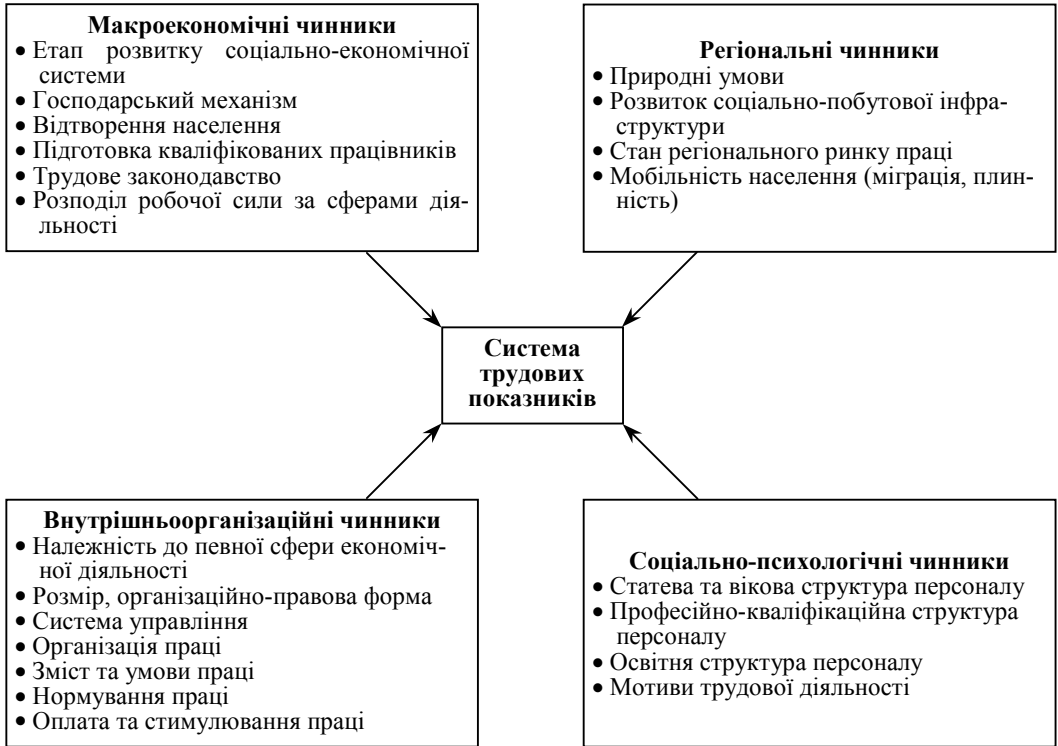 Макроекономічні чинники
• Етап розвитку соціально-економічної
системи
• Господарський механізм
• Відтворення населення
• Підготовка кваліфікованих працівників
• Трудове законодавство
• Розподіл робочої сили за сферами дія-
льності
Регіональні чинники
• Природні умови
• Розвиток соціально-побутової інфра-
структури
• Стан регіонального ринку праці
• Мобільність населення (міграція, плин-
ність)
Система
трудових
показників
Внутрішньоорганізаційні чинники
• Належність до певної сфери економіч-
ної діяльності
• Розмір, організаційно-правова форма
• Система управління
• Організація праці
• Зміст та умови праці
• Нормування праці
• Оплата та стимулювання праці
Соціально-психологічні чинники
• Статева та вікова структура персоналу
• Професійно-кваліфікаційна структура
персоналу
• Освітня структура персоналу
• Мотиви трудової діяльності